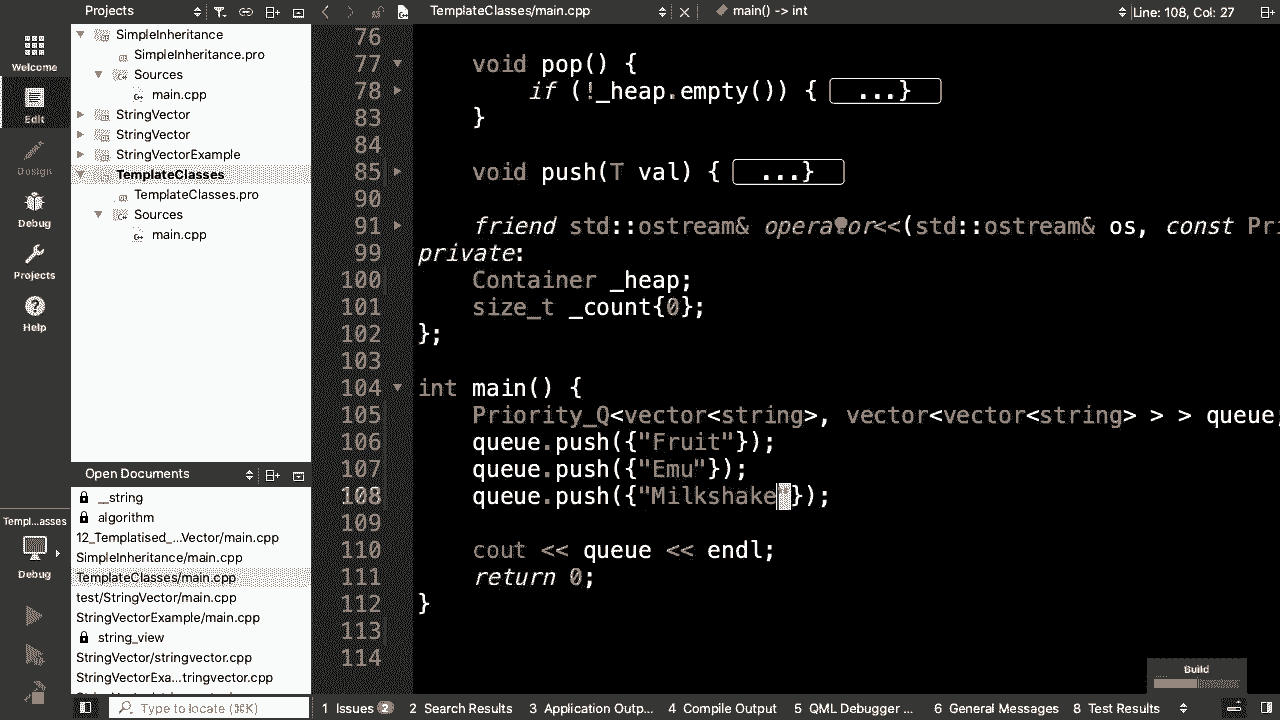 Projects
TemplateClasses/main.cpp
main() -> int
Line: 108, Col: 27
Welcome
Edit
Design
Debug
Projects
Help
Templ...asses
Debug
SimpleInheritance
SimpleInheritance.pro
Sources
main.cpp
StringVector
StringVector
StringVectorExample
TemplateClasses
TemplateClasses.pro
Sources
main.cpp
Open Documents
__string
algorithm
12_Templatised_...Vector/main.cpp
SimpleInheritance/main.cpp
TemplateClasses/main.cpp
test/StringVector/main.cpp
StringVectorExample/main.cpp
string_view
StringVector/stringvector.cpp
StringVectorExa...tringvector.cpp
76
77 void pop() {
78 if (!_heap.empty()) { ...}
83 }
84
85 void push(T val) { ...}
90
91 friend std::ostream& operator<<(std::ostream& os, const Pri
99 private:
100 Container _heap;
101 size_t _count{0};
102 };
103
104 int main() {
105 Priority_Q<vector<string>, vector<vector<string> > > queue;
106 queue.push({"Fruit"});
107 queue.push({"Emu"});
108 queue.push({"Milkshake"});
109
110 cout << queue << endl;
111 return 0;
112 }
113
114
Build
Type to locate (⌘K)
1 Issues 2
2 Search Results
3 Application Outp...
4 Compile Output
5 QML Debugger ...
6 General Messages
8 Test Results